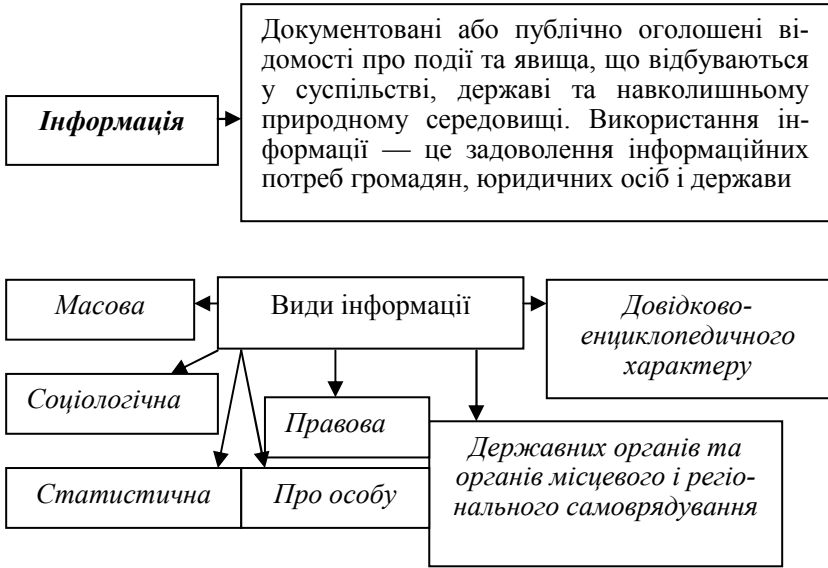 Інформація
Документовані або публічно оголошені ві-
домості про події та явища, що відбуваються
у суспільстві, державі та навколишньому
природному середовищі. Використання ін-
формації — це задоволення інформаційних
потреб громадян, юридичних осіб і держави
Масова
Види інформації
Довідково-
енциклопедичного
характеру
Соціологічна
Правова
Державних органів та
органів місцевого і регіо-
нального самоврядування
Статистична
Про особу